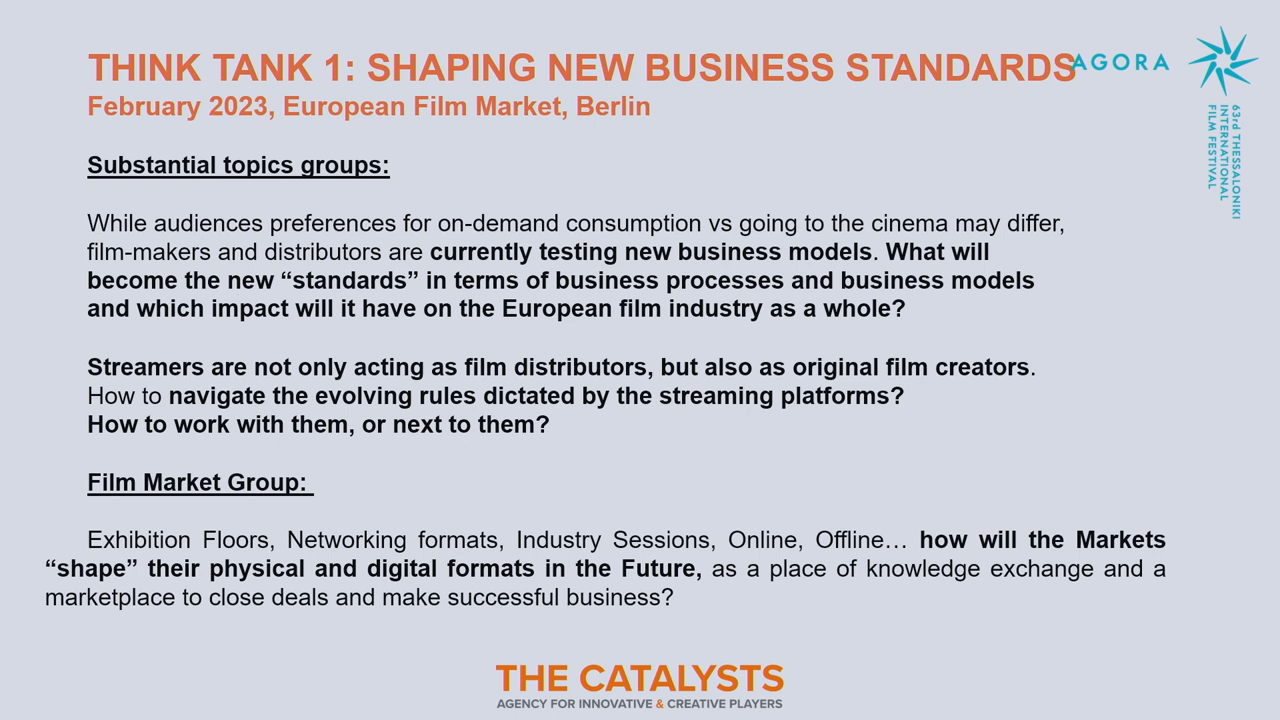 THINK TANK 1: SHAPING NEW BUSINESS STANDARDS
AGORA
February 2023, European Film Market, Berlin
63rd THESSALONIKI
INTERNATIONAL
FILM FESTIVAL
Substantial topics groups:
While audiences preferences for on-demand consumption vs going to the cinema may differ,
film-makers and distributors are currently testing new business models. What will
become the new “standards” in terms of business processes and business models
and which impact will it have on the European film industry as a whole?
Streamers are not only acting as film distributors, but also as original film creators.
How to navigate the evolving rules dictated by the streaming platforms?
How to work with them, or next to them?
Film Market Group:
Exhibition Floors, Networking formats, Industry Sessions, Online, Offline… how will the Markets
“shape” their physical and digital formats in the Future, as a place of knowledge exchange and a
marketplace to close deals and make successful business?
THE CATALYSTS
AGENCY FOR INNOVATIVE & CREATIVE PLAYERS